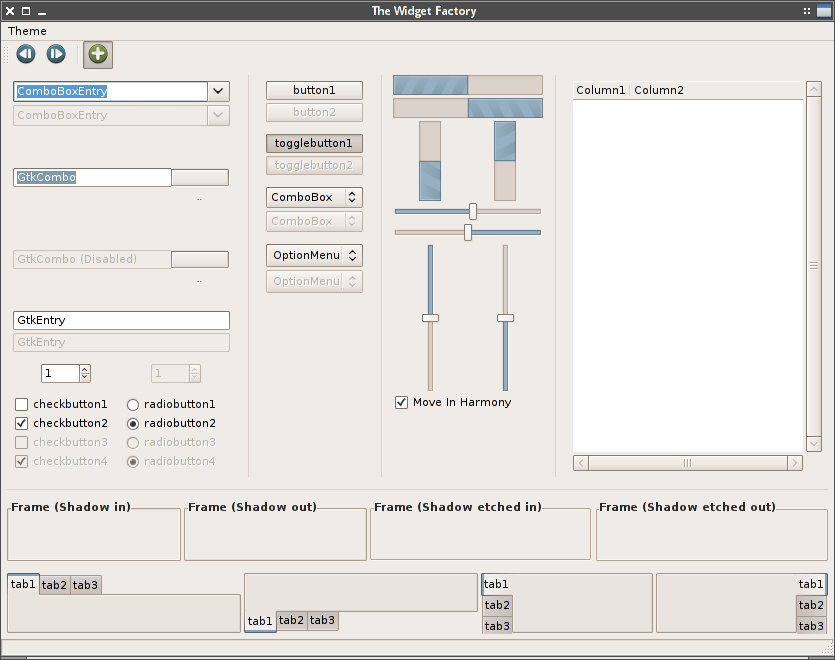 The Widget Factory
Theme
ComboBoxEntry
ComboBoxEntry
GtkCombo
..
GtkCombo (Disabled)
..
GtkEntry
GtkEntry
1 1
checkbutton1 radiobutton1
checkbutton2 radiobutton2
checkbutton3 radiobutton3
checkbutton4 radiobutton4
button1
button2
togglebutton1
togglebutton2
ComboBox
ComboBox
OptionMenu
OptionMenu
Move In Harmony
Column1 Column2
Frame (Shadow in) Frame (Shadow out) Frame (Shadow etched in) Frame (Shadow etched out)
tab1 tab2 tab3
tab1 tab2 tab3
tab1
tab2
tab3
tab1
tab2
tab3